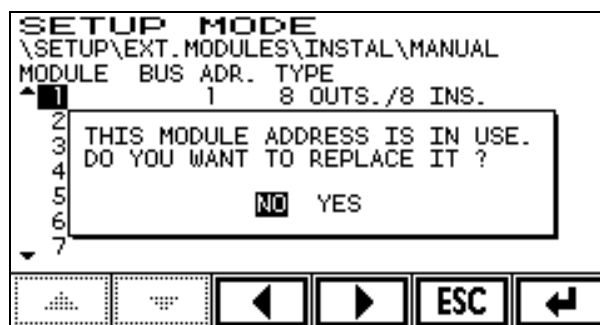 SETUP MODE
\SETUP\EXT.MODULES\INSTAL\MANUAL
MODULE BUS ADR. TYPE
1 1 8 OUTS./8 INS.
2
3
4
5
6
7
THIS MODULE ADDRESS IS IN USE.
DO YOU WANT TO REPLACE IT ?
NO YES
ESC